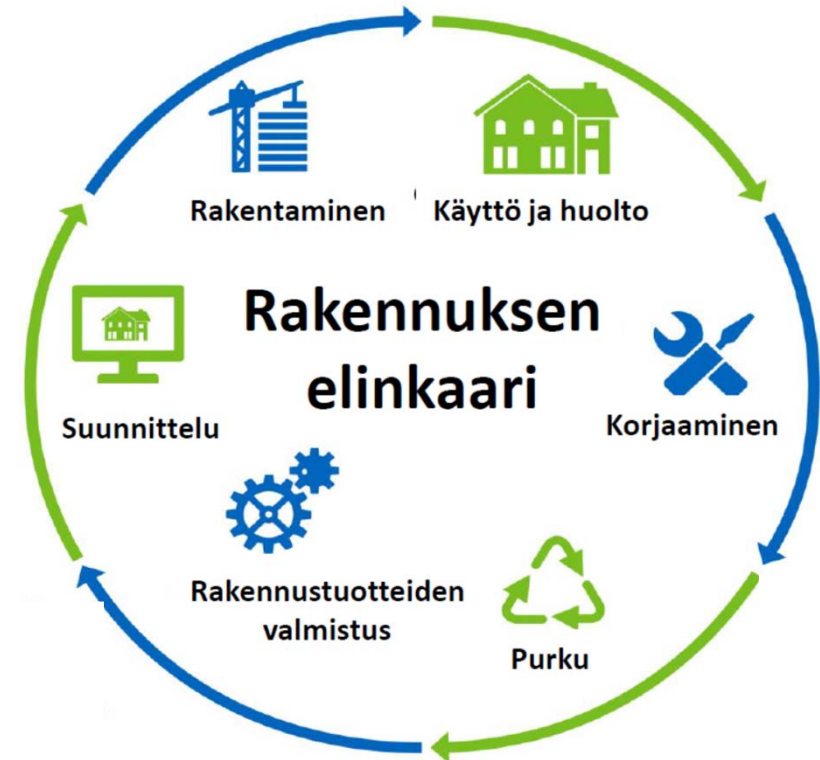 Rakentaminen
Käyttö ja huolto
Rakennuksen
elinkaari
Suunnittelu
Korjaaminen
Rakennustuotteiden
valmistus
Purku